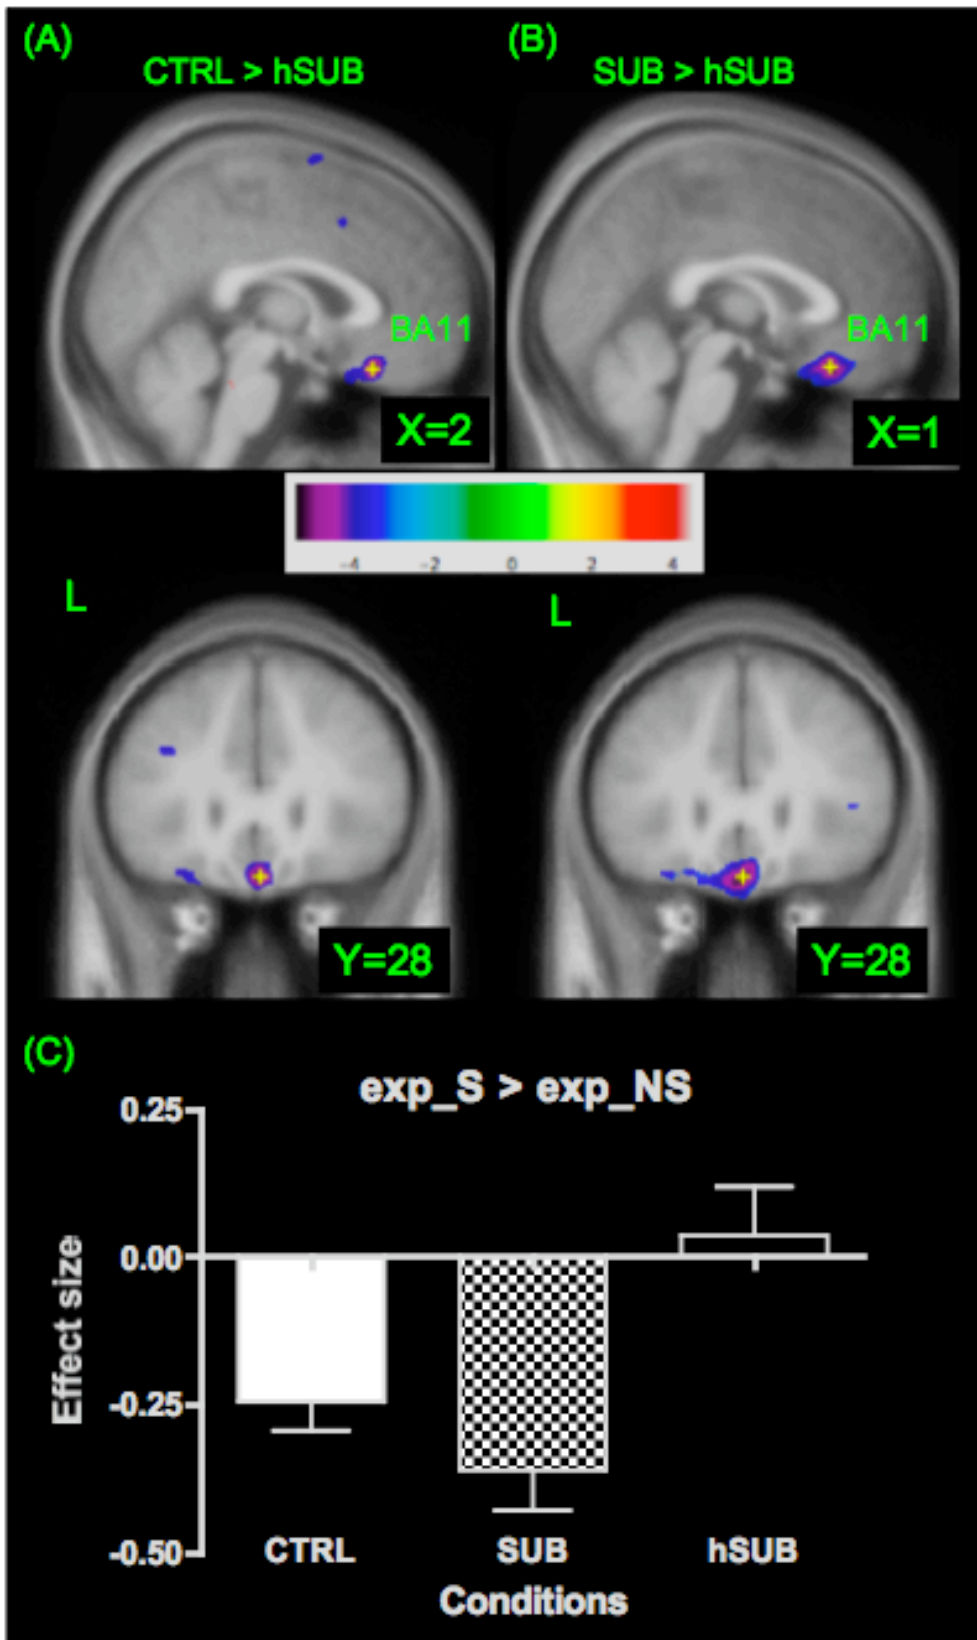 (A)
CTRL > hSUB
(B)
SUB > hSUB
BA11
X=2
BA11
X=1
-4 -2 0 2 4
L
L
Y=28
Y=28
(C)
exp_S > exp_NS
0.25
0.00
-0.25
-0.50
Effect size
CTRL SUB hSUB
Conditions